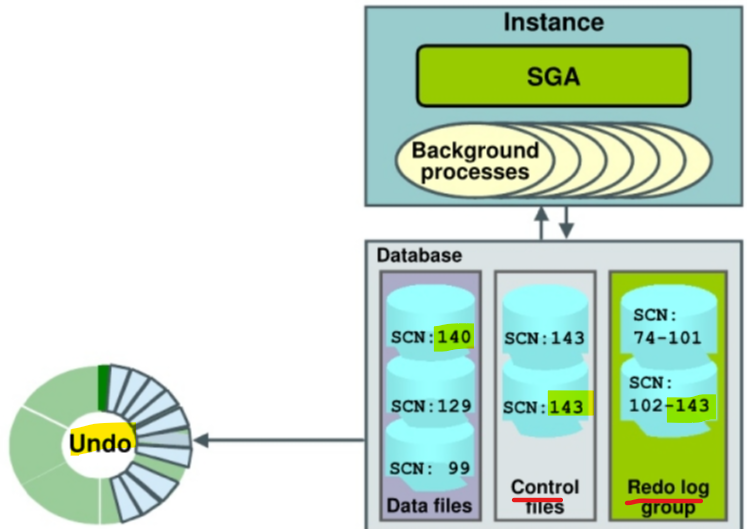 Instance
SGA
Background
processes
Database
SCN:140
SCN:129
SCN: 99
Data files
SCN:143
SCN:143
Control
files
SCN:
74-101
SCN:
102-143
Redo log
group
Undo